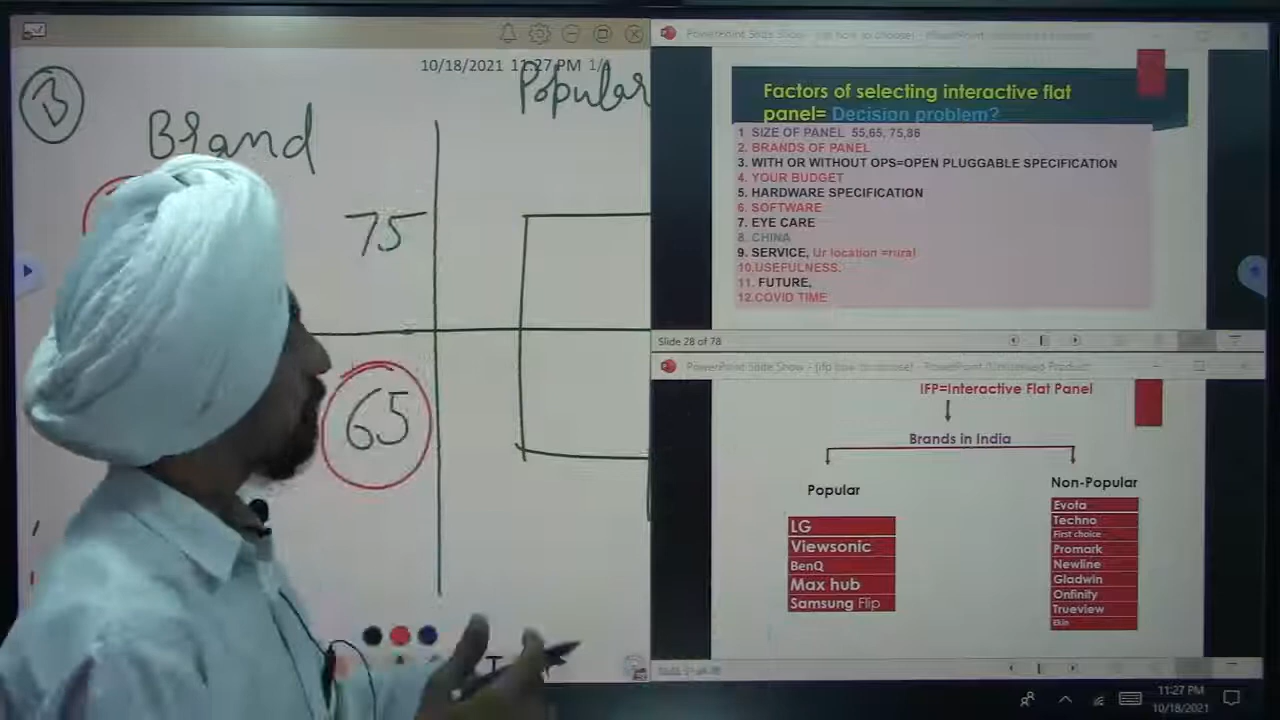 10/18/2021 11:27 PM 1/1
Popular
Brand
75
65
Factors of selecting interactive flat
panel= Decision problem?
1 SIZE OF PANEL 55,65, 75,86
2. BRANDS OF PANEL
3. WITH OR WITHOUT OPS=OPEN PLUGGABLE SPECIFICATION
4. YOUR BUDGET
5. HARDWARE SPECIFICATION
6. SOFTWARE
7. EYE CARE
8. CHINA
9. SERVICE, Ur location =rural
10.USEFULNESS.
11. FUTURE,
12.COVID TIME
Slide 28 of 78
IFP=Interactive Flat Panel
Brands in India
Popular
LG
Viewsonic
BenQ
Max hub
Samsung Flip
Non-Popular
Evota
Techno
First choice
Promark
Newline
Gladwin
Onfinity
Trueview
Ekin
11:27 PM
10/18/2021